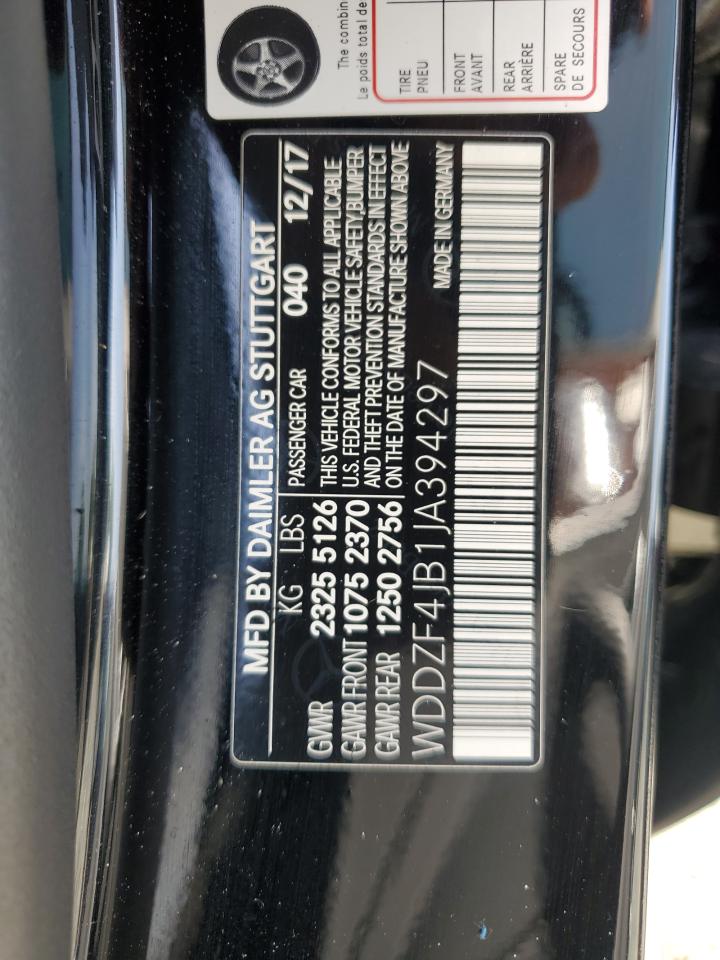 MFD BY DAIMLER AG STUTTGART
KG LBS PASSENGER CAR 040 12/17
GVWR 2325 5126 THIS VEHICLE CONFORMS TO ALL APPLICABLE
GAWR FRONT 1075 2370 U.S. FEDERAL MOTOR VEHICLE SAFETY, BUMPER
GAWR REAR 1250 2756 AND THEFT PREVENTION STANDARDS IN EFFECT
ON THE DATE OF MANUFACTURE SHOWN ABOVE
WDDZF4JB1JA394297 MADE IN GERMANY
The combin
Le poids total de
TIRE
PNEU
FRONT
AVANT
REAR
ARRIÈRE
SPARE
DE SECOURS